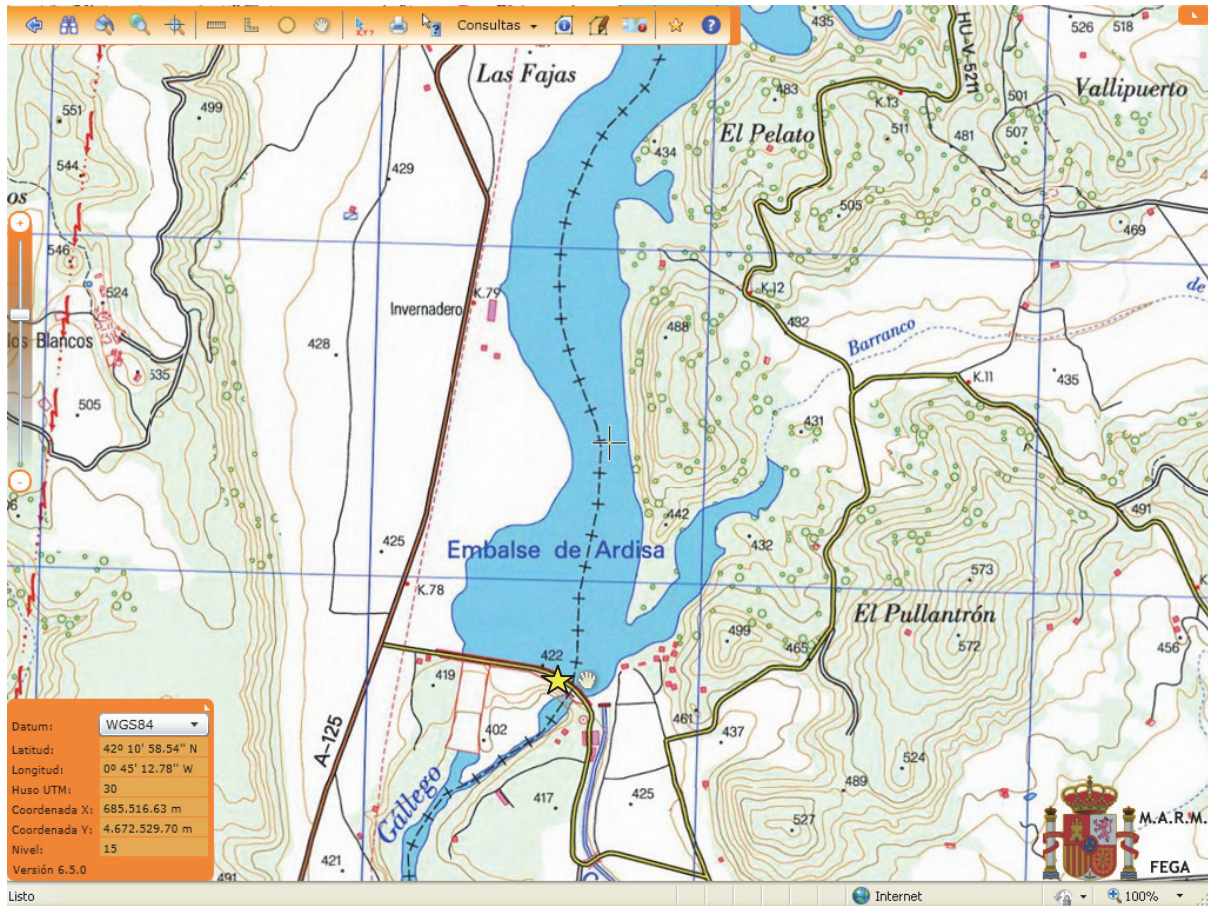 Consultas
X,Y ?
435
HU-V-5211
526
518
Las Fajas
Vallipuerto
551
499
483
K.13
501
El Pelato
511
481
507
544
429
434
os
505
469
546
524
K.79
K.12
de
Invernadero
488
432
Barranco
los Blancos
428
535
K.11
435
505
431
442
491
425
Embalse de Ardisa
432
573
K.78
El Pullantrón
499
465
572
456
422
419
461
402
437
A-125
524
489
Gállego
417
425
527
421
491
Datum:
WGS84
Latitud:
42º 10' 58.54'' N
Longitud:
0º 45' 12.78'' W
Huso UTM:
30
Coordenada X:
685.516.63 m
Coordenada Y:
4.672.529.70 m
Nivel:
15
Versión 6.5.0
M.A.R.M.
FEGA
Listo
Internet
100%